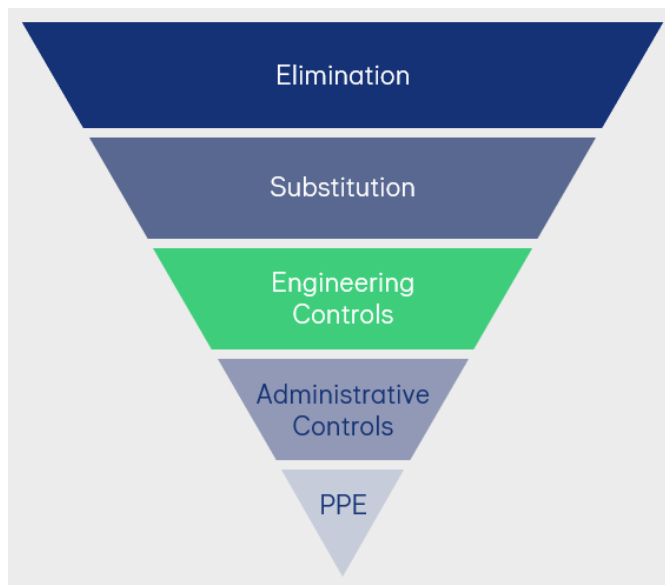 Elimination
Substitution
Engineering
Controls
Administrative
Controls
PPE